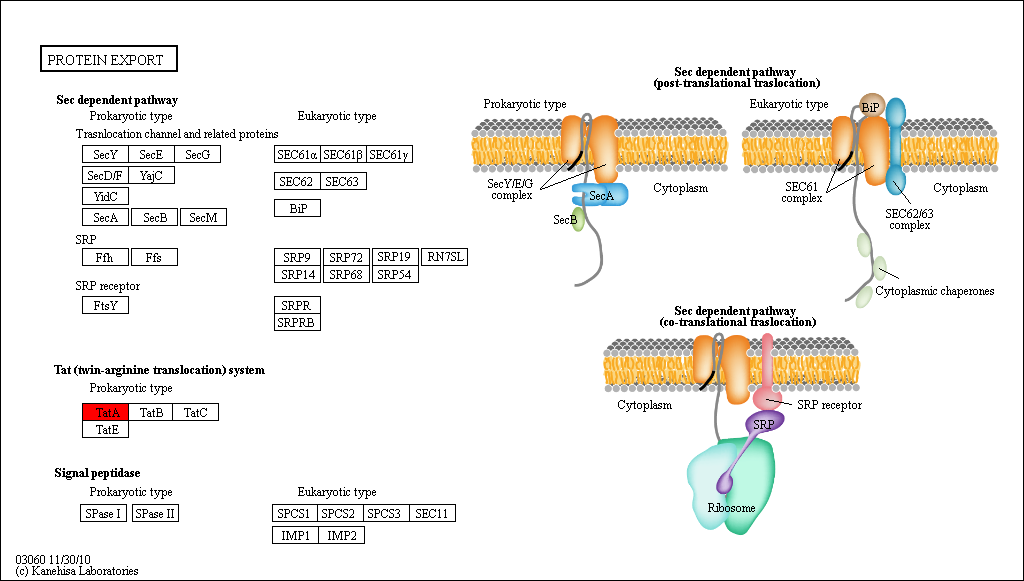 PROTEIN EXPORT
Sec dependent pathway
Prokaryotic type
Eukaryotic type
Trasnlocation channel and related proteins
SecY SecE SecG
SEC61α SEC61β SEC61γ
SecD/F YajC
SEC62 SEC63
YidC
BiP
SecA SecB SecM
SRP
Ffh Ffs
SRP9 SRP72 SRP19 RN7SL
SRP14 SRP68 SRP54
SRP receptor
FtsY
SRPR
SRPRB
Tat (twin-arginine translocation) system
Prokaryotic type
TatA TatB TatC
TatE
Signal peptidase
Prokaryotic type
Eukaryotic type
SPase I SPase II
SPCS1 SPCS2 SPCS3 SEC11
IMP1 IMP2
03060 11/30/10
(c) Kanehisa Laboratories
Sec dependent pathway
(post-translational traslocation)
Prokaryotic type
Eukaryotic type
BiP
SecY/E/G
complex
SecA
Cytoplasm
SecB
SEC61
complex
Cytoplasm
SEC62/63
complex
Cytoplasmic chaperones
Sec dependent pathway
(co-translational traslocation)
Cytoplasm
SRP receptor
SRP
Ribosome